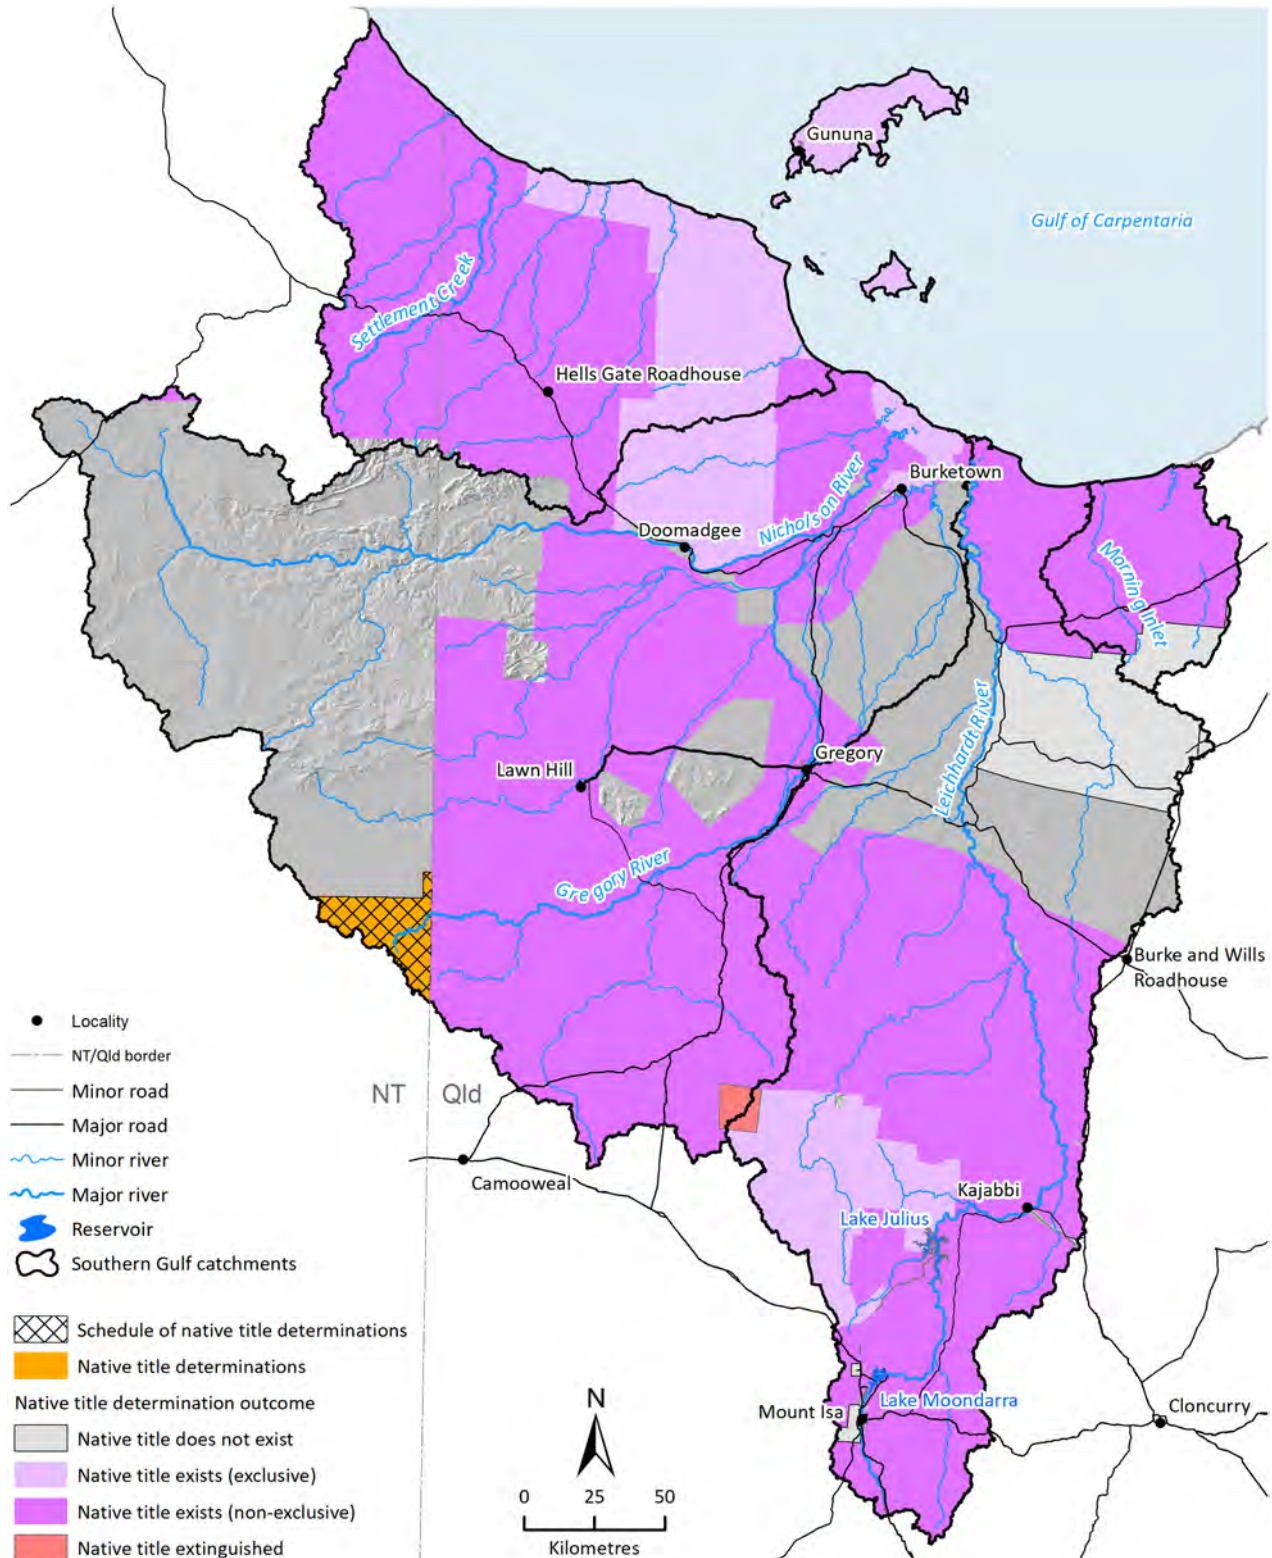 Gununa
Gulf of Carpentaria
Settlement Creek
Hells Gate Roadhouse
Burketown
Nicholson River
Doomadgee
Morning Inlet
Leichhardt River
Gregory
Lawn Hill
Gregory River
Burke and Wills
Roadhouse
NT
Qld
Camooweal
Kajabbi
Lake Julius
Lake Moondarra
Mount Isa
Cloncurry
Locality
NT/Qld border
Minor road
Major road
Minor river
Major river
Reservoir
Southern Gulf catchments
Schedule of native title determinations
Native title determinations
Native title determination outcome
Native title does not exist
Native title exists (exclusive)
Native title exists (non-exclusive)
Native title extinguished
N
0 25 50
Kilometres